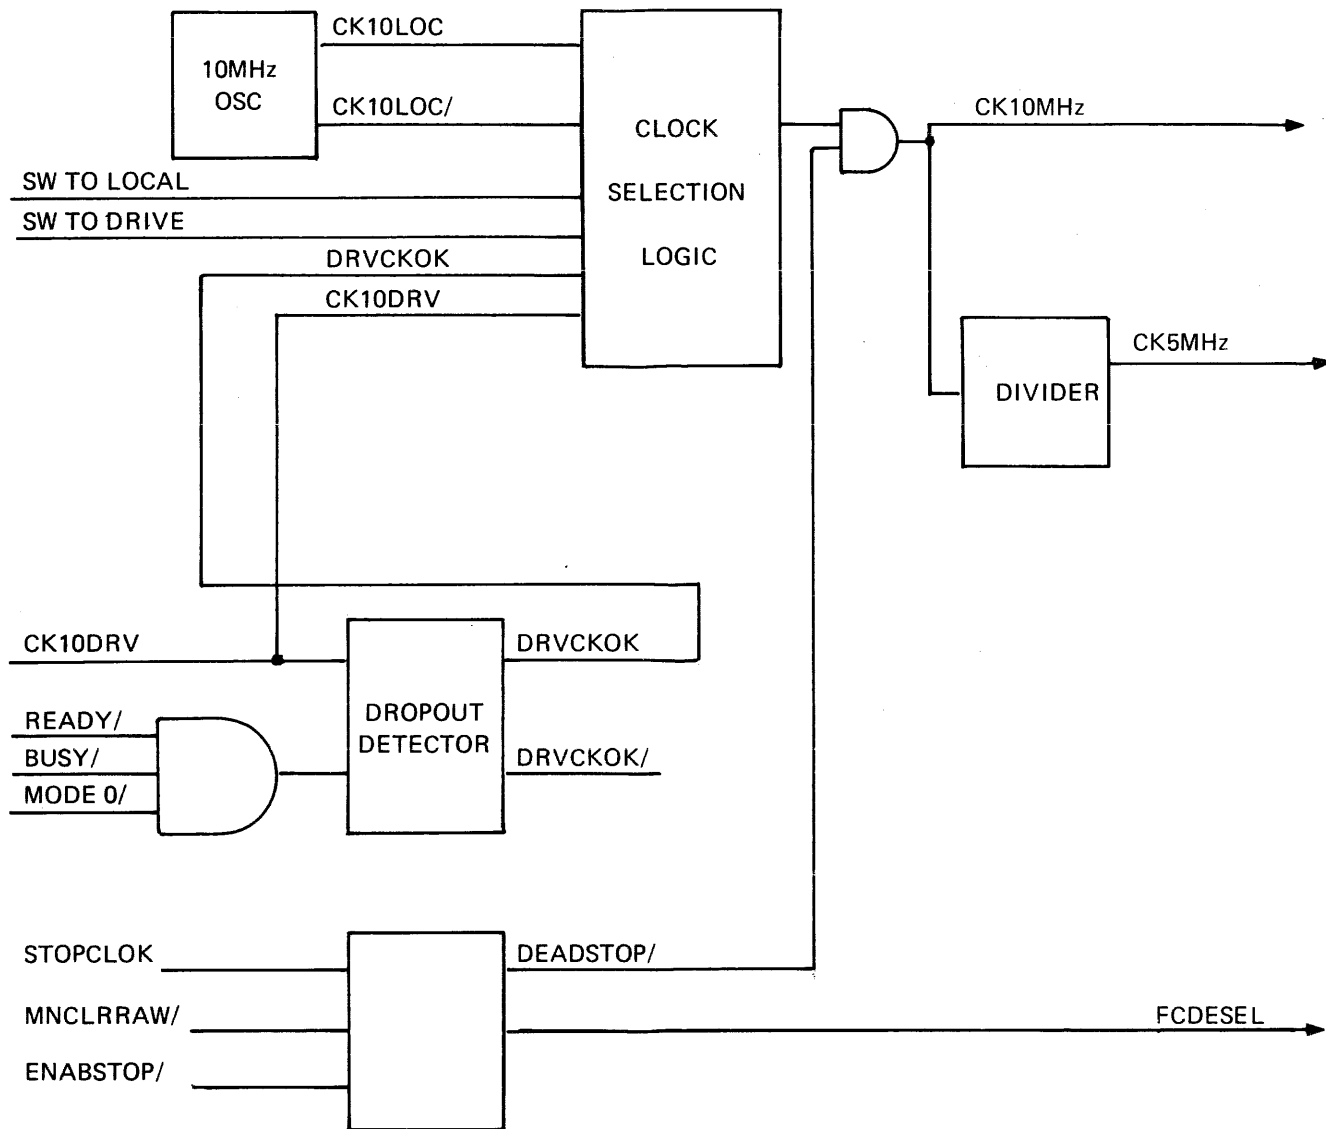 CK10LOC
10MHz
OSC
CK10LOC/
CLOCK
SELECTION
LOGIC
CK10MHz
SW TO LOCAL
SW TO DRIVE
DRVCKOK
CK10DRV
CK5MHz
DIVIDER
CK10DRV
DRVCKOK
READY/
BUSY/
MODE 0/
DROPOUT
DETECTOR
DRVCKOK/
STOPCLOK
DEADSTOP/
MNCLRRAW/
FCDESEL
ENABSTOP/